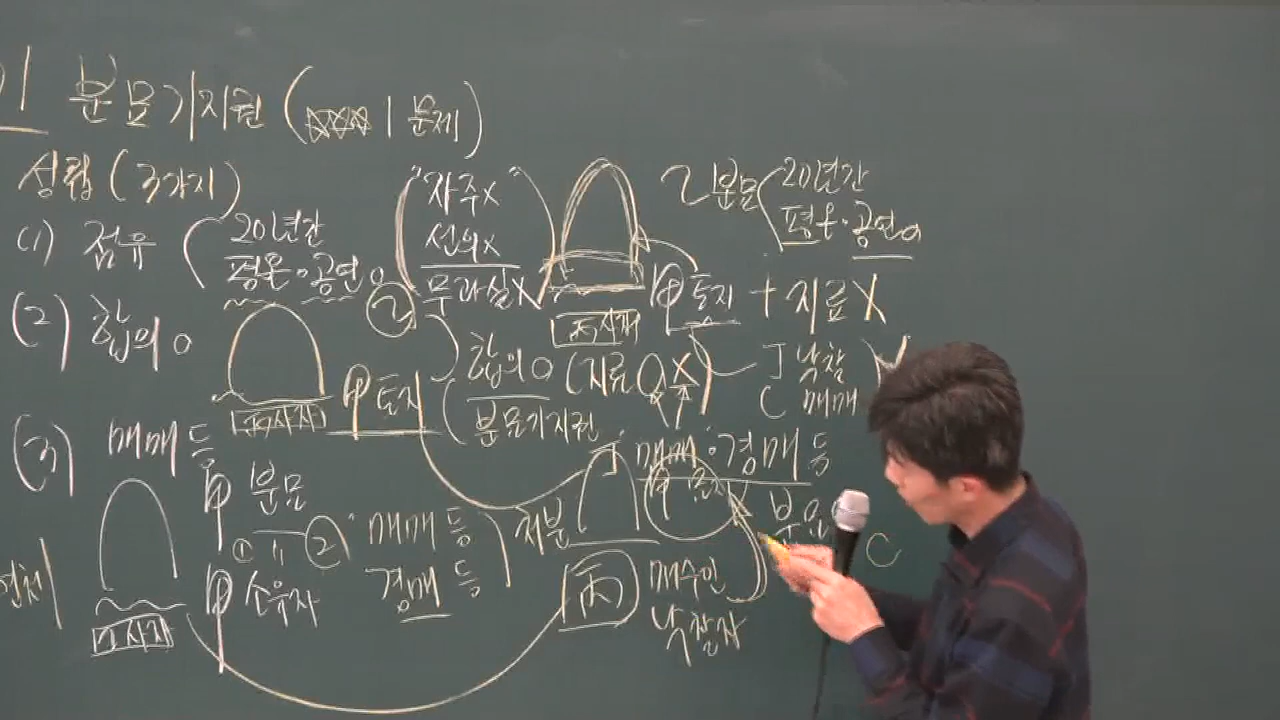 분묘기지권 (☆☆☆ 1문제)
성립 (3가지)
(1) 점유
20년간
평온·공연
"자주X"
선의X
무과실X
분묘
20년간
평온·공연
甲 토지 + 지료X
(2) 합의 O
甲 토지
합의 O (지료 O, X)
분묘기지권
낙찰
매매
(3) 매매 등
甲 분묘
① 〃 ②
甲 소유자
매매 등
경매 등
처분
매매·경매 등
丙
매수인
낙찰자